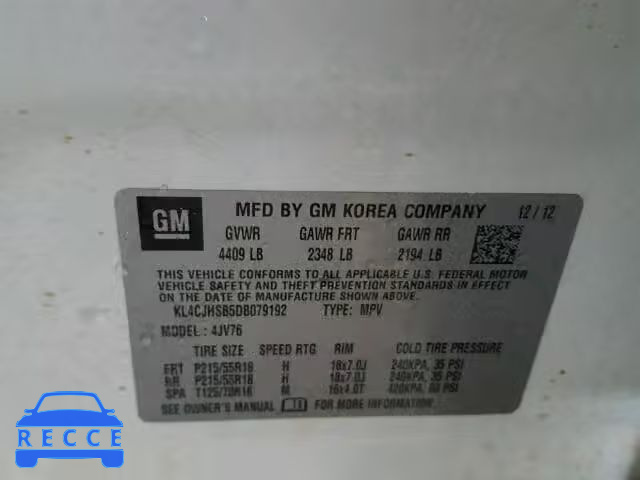 GM
MFD BY GM KOREA COMPANY 12/12
GVWR GAWR FRT GAWR RR
4409 LB 2348 LB 2194 LB
THIS VEHICLE CONFORMS TO ALL APPLICABLE U.S. FEDERAL MOTOR
VEHICLE SAFETY AND THEFT PREVENTION STANDARDS IN EFFECT ON
THE DATE OF MANUFACTURE SHOWN ABOVE.
KL4CJHSB5DB079192 TYPE: MPV
MODEL: 4JV76
TIRE SIZE SPEED RTG RIM COLD TIRE PRESSURE
FRT P215/55R18 H 18x7.0J 240KPA, 35 PSI
RR P215/55R18 H 18x7.0J 240KPA, 35 PSI
SPA T125/70R16 M 16x4.0T 420KPA, 60 PSI
SEE OWNER'S MANUAL FOR MORE INFORMATION.
RECCE